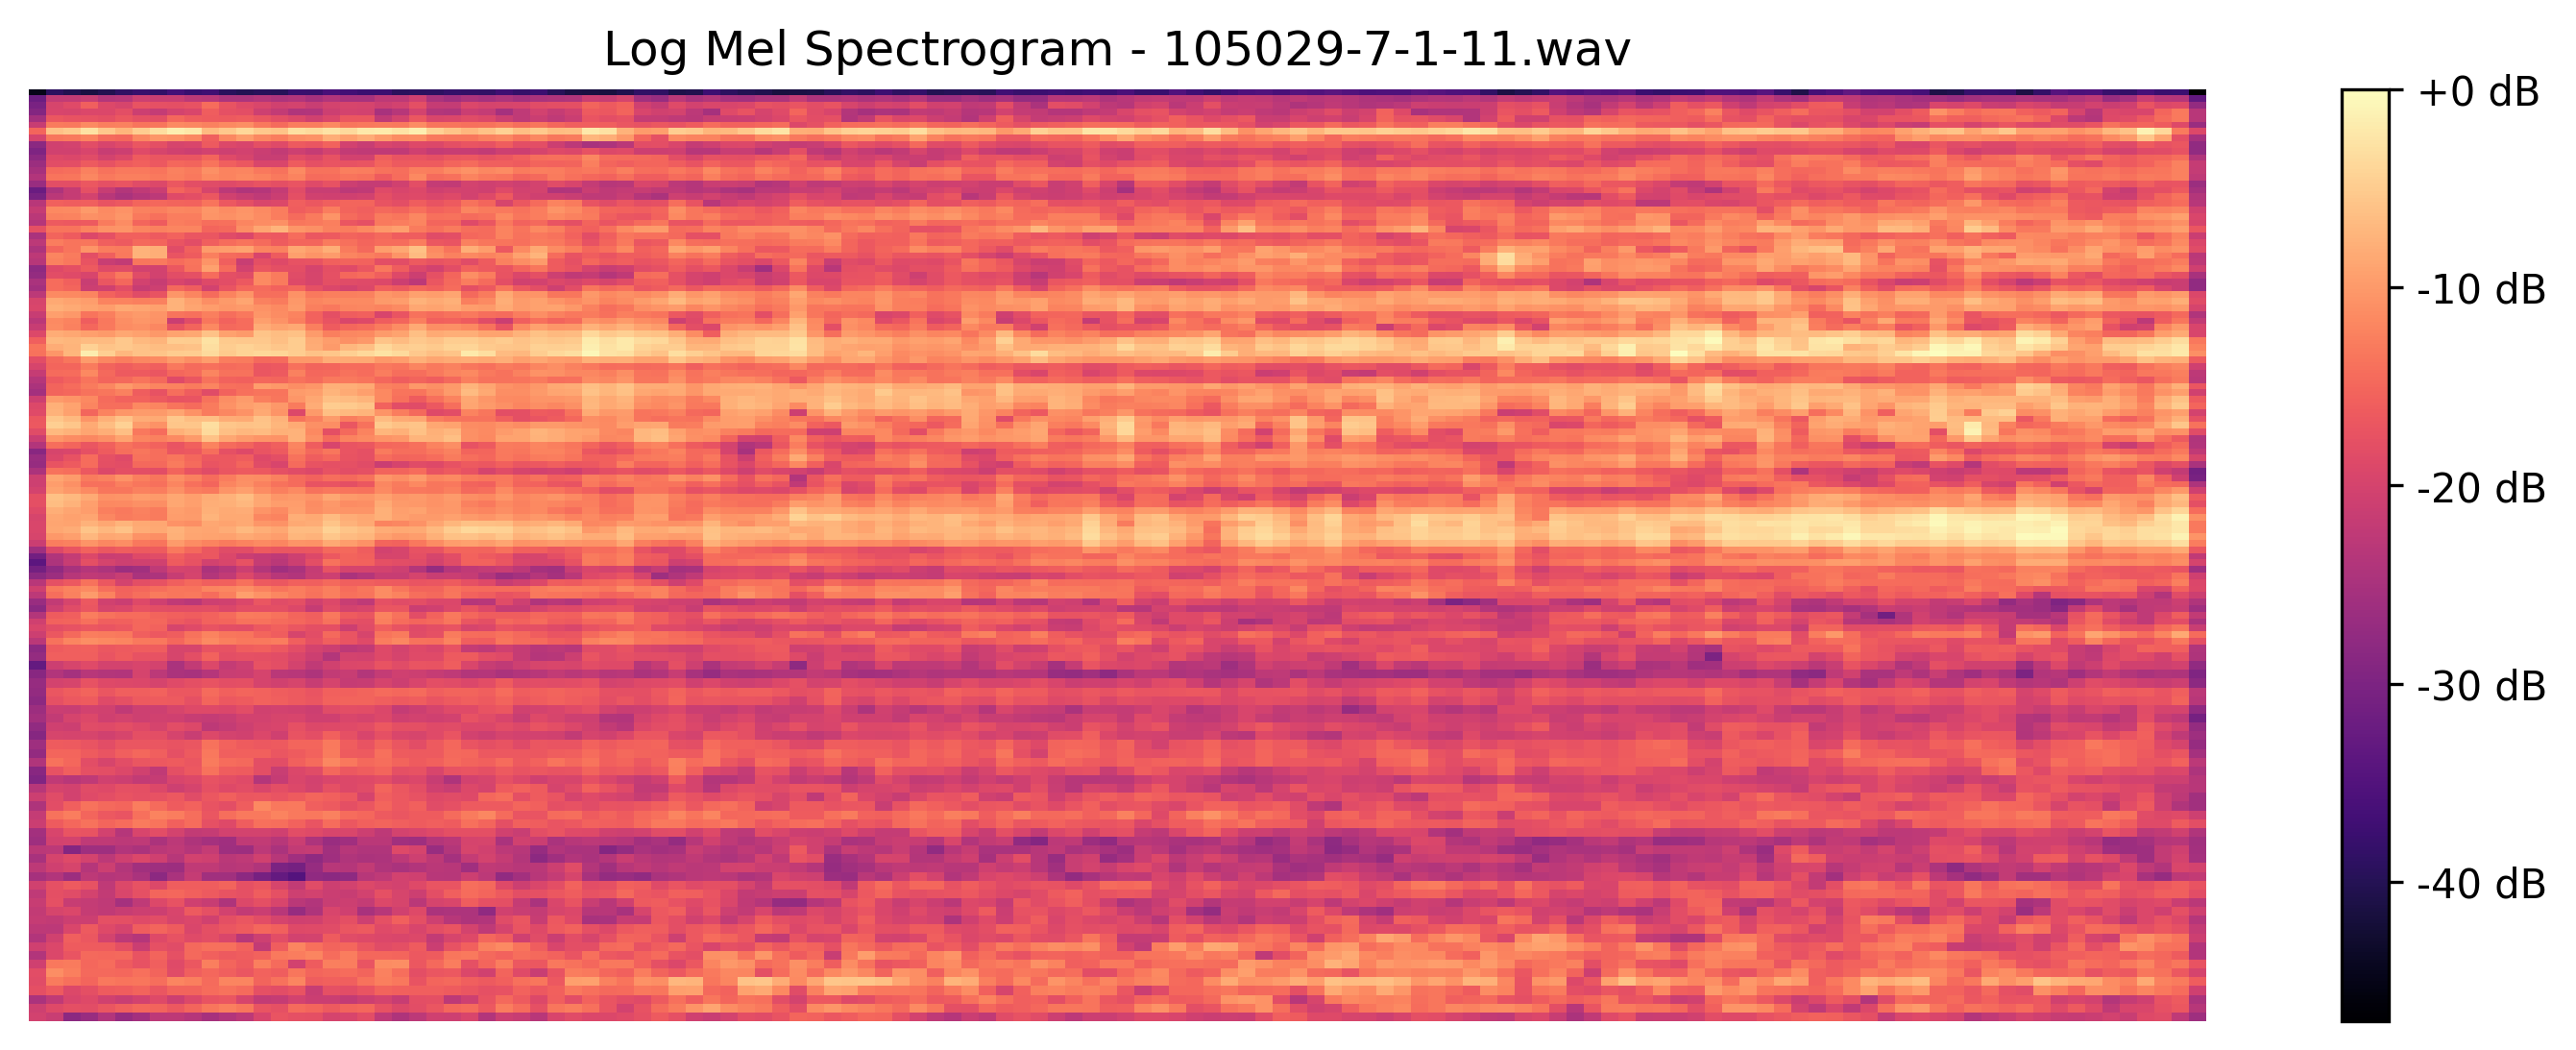 Log Mel Spectrogram - 105029-7-1-11.wav
+0 dB
-10 dB
-20 dB
-30 dB
-40 dB